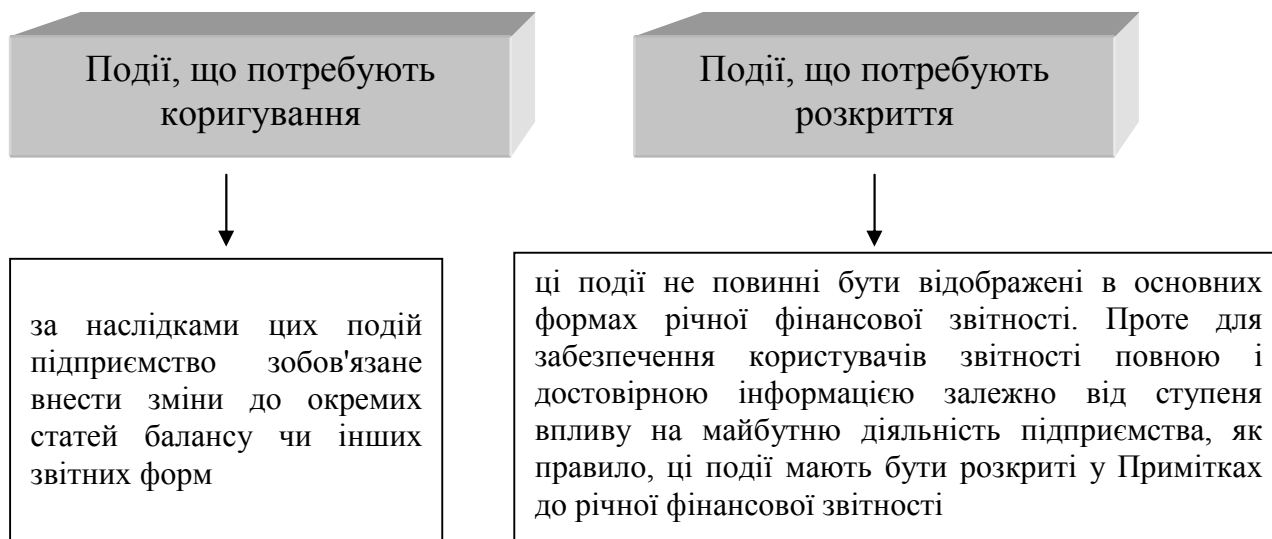 Події, що потребують
коригування
Події, що потребують
розкриття
за наслідками цих подій
підприємство зобов'язане
внести зміни до окремих
статей балансу чи інших
звітних форм
ці події не повинні бути відображені в основних
формах річної фінансової звітності. Проте для
забезпечення користувачів звітності повною і
достовірною інформацією залежно від ступеня
впливу на майбутню діяльність підприємства, як
правило, ці події мають бути розкриті у Примітках
до річної фінансової звітності